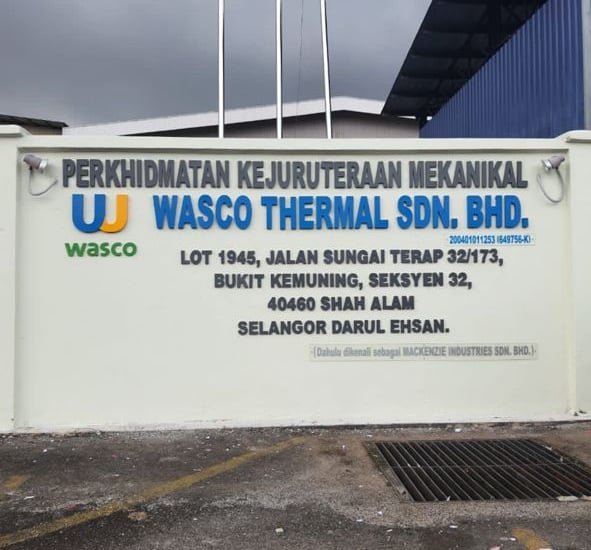 PERKHIDMATAN KEJURUTERAAN MEKANIKAL
WASCO THERMAL SDN. BHD.
wasco
200401011253 (649756-K)
LOT 1945, JALAN SUNGAI TERAP 32/173,
BUKIT KEMUNING, SEKSYEN 32,
40460 SHAH ALAM
SELANGOR DARUL EHSAN.
(Dahulu dikenali sebagai MACKENZIE INDUSTRIES SDN. BHD.)